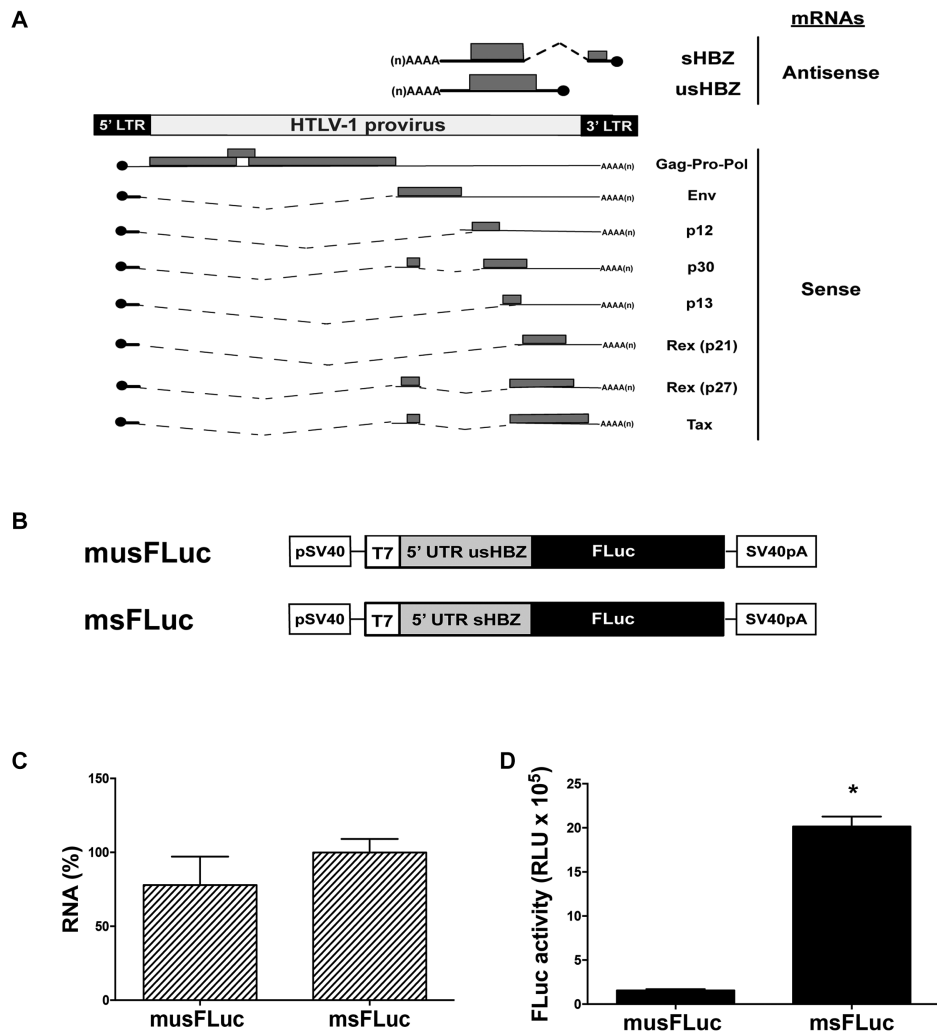 A
mRNAs
(n)AAAA
sHBZ
Antisense
(n)AAAA
usHBZ
5’ LTR
HTLV-1 provirus
3’ LTR
AAAA(n)
Gag-Pro-Pol
AAAA(n)
Env
AAAA(n)
p12
AAAA(n)
p30
Sense
AAAA(n)
p13
AAAA(n)
Rex (p21)
AAAA(n)
Rex (p27)
AAAA(n)
Tax
B
musFLuc
pSV40
T7
5’ UTR usHBZ
FLuc
SV40pA
msFLuc
pSV40
T7
5’ UTR sHBZ
FLuc
SV40pA
C
RNA (%)
150
100
50
0
musFLuc
msFLuc
D
FLuc activity (RLU x 10⁵)
25
20
15
10
5
0
*
musFLuc
msFLuc